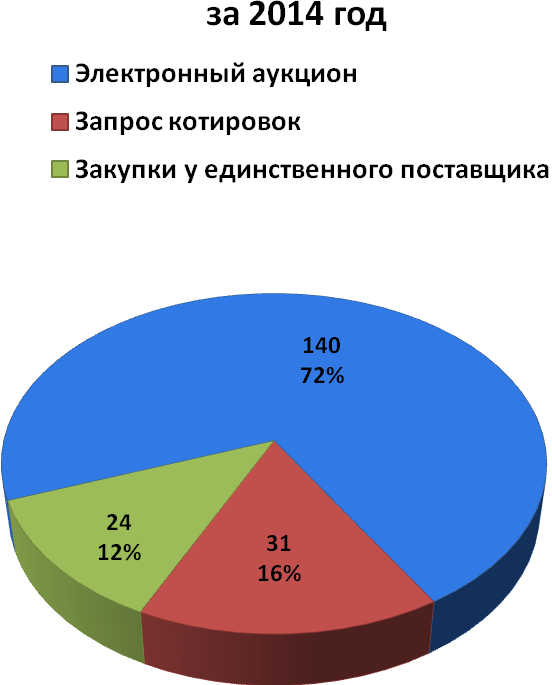 за 2014 год
Электронный аукцион
Запрос котировок
Закупки у единственного поставщика
140
72%
24
12%
31
16%